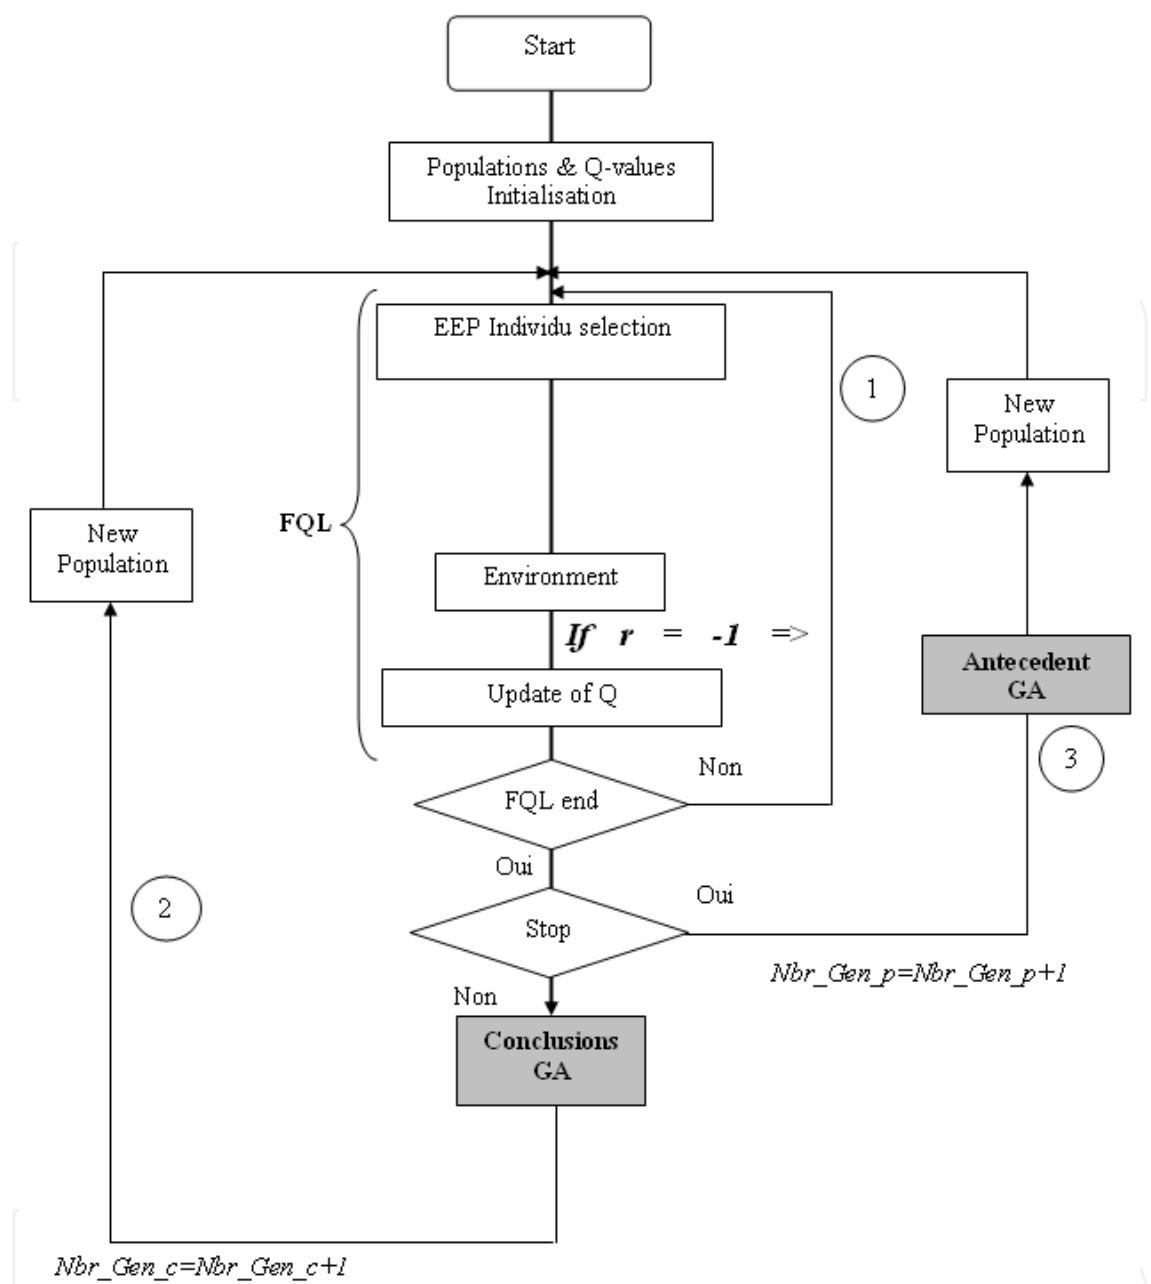 Start
Populations & Q-values
Initialisation
EEP Individu selection
1
New
Population
FQL
New
Population
Environment
If r = -1 =>
Antecedent
GA
Update of Q
3
Non
FQL end
Oui
2
Oui
Stop
Nbr_Gen_p=Nbr_Gen_p+1
Non
Conclusions
GA
Nbr_Gen_c=Nbr_Gen_c+1